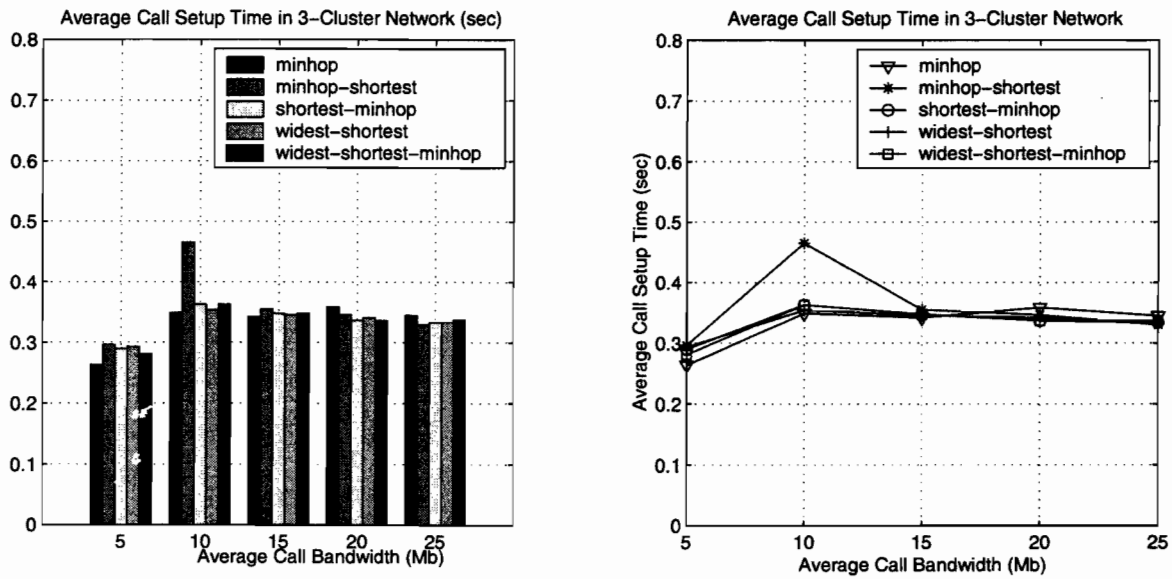 Average Call Setup Time in 3-Cluster Network (sec)
0.8
0.7
0.6
0.5
0.4
0.3
0.2
0.1
0
minhop
minhop-shortest
shortest-minhop
widest-shortest
widest-shortest-minhop
5 10 15 20 25
Average Call Bandwidth (Mb)
Average Call Setup Time in 3-Cluster Network
Average Call Setup Time (sec)
0.8
0.7
0.6
0.5
0.4
0.3
0.2
0.1
0
minhop
minhop-shortest
shortest-minhop
widest-shortest
widest-shortest-minhop
5 10 15 20 25
Average Call Bandwidth (Mb)